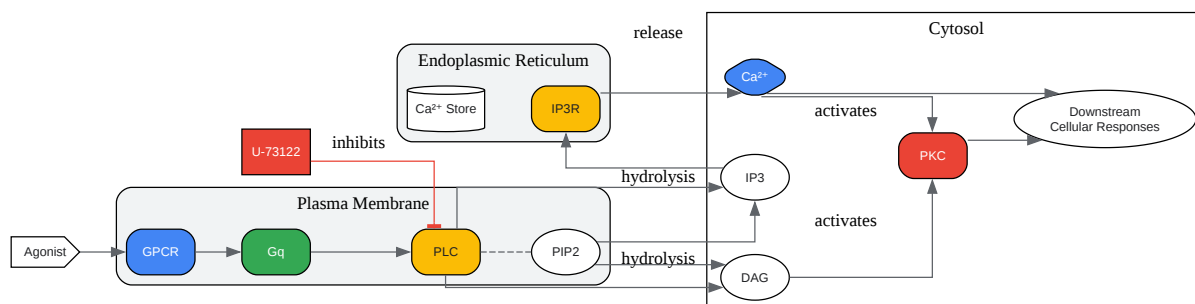 release
Cytosol
Endoplasmic Reticulum
Ca²⁺
Ca²⁺ Store
IP3R
activates
Downstream
Cellular Responses
U-73122
inhibits
PKC
hydrolysis
IP3
Plasma Membrane
activates
Agonist
GPCR
Gq
PLC
PIP2
hydrolysis
DAG